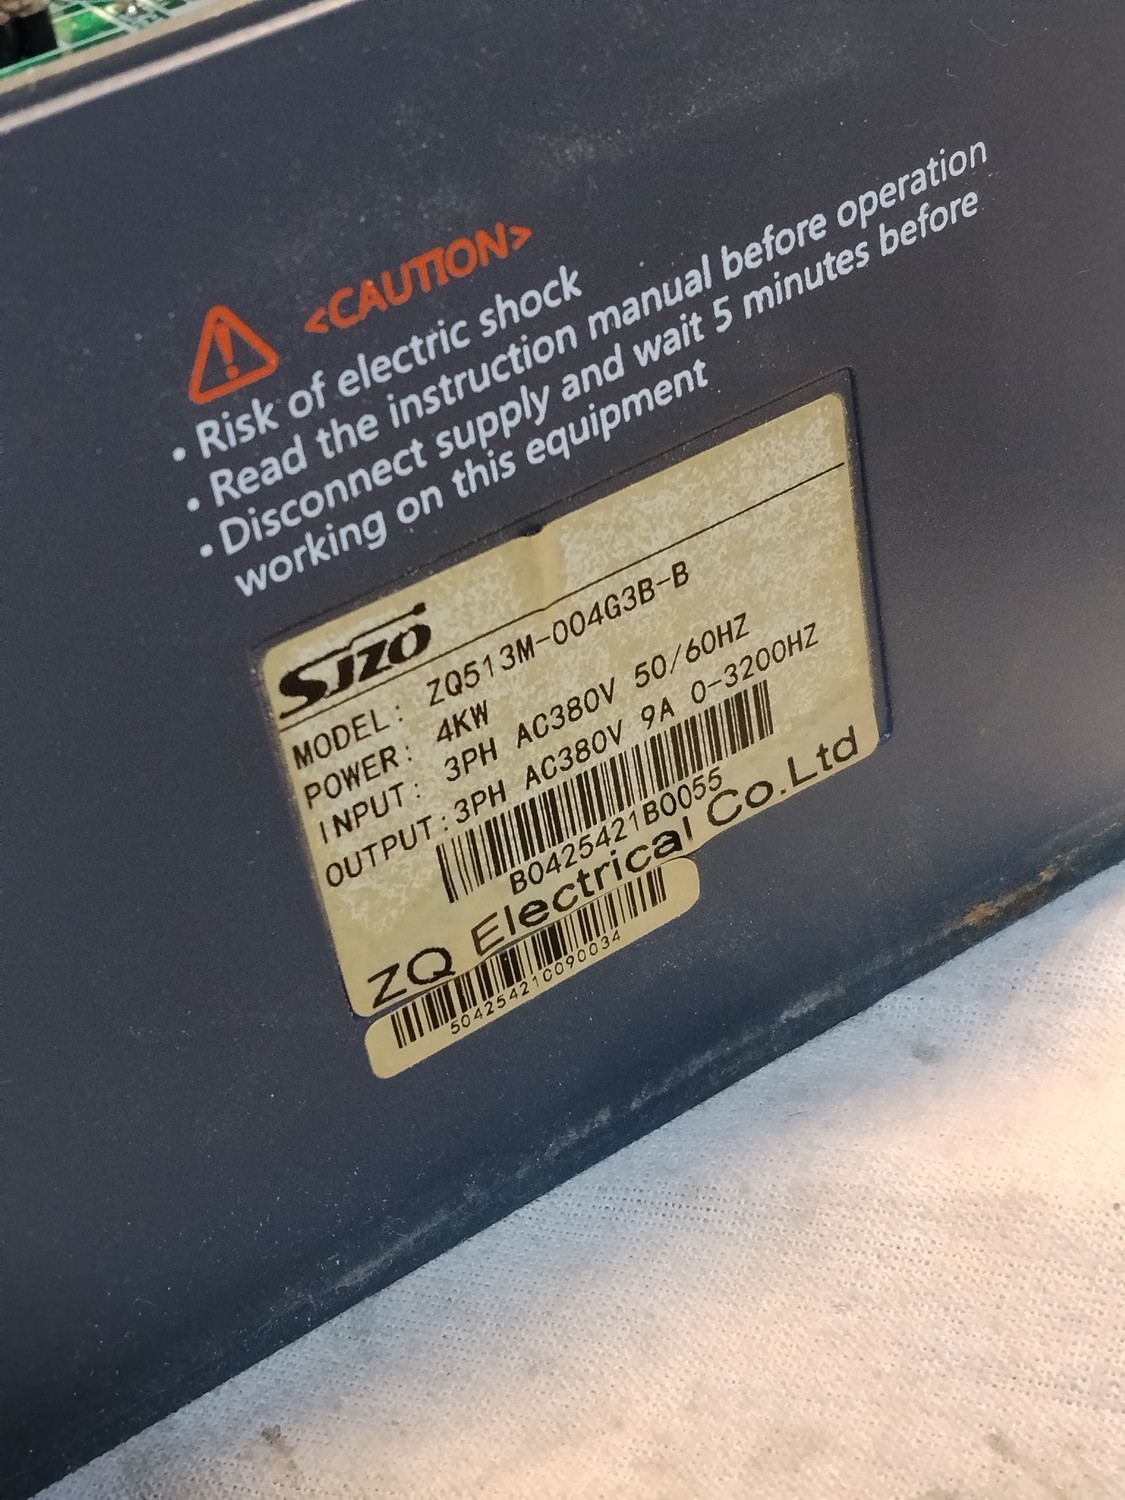 <CAUTION>
• Risk of electric shock
• Read the instruction manual before operation
• Disconnect supply and wait 5 minutes before
working on this equipment
SJZO
MODEL: ZQ513M-004G3B-B
POWER: 4KW
INPUT: 3PH AC380V 50/60HZ
OUTPUT: 3PH AC380V 9A 0-3200HZ
B0425421B0055
ZQ Electrical Co.Ltd
50425421C090034